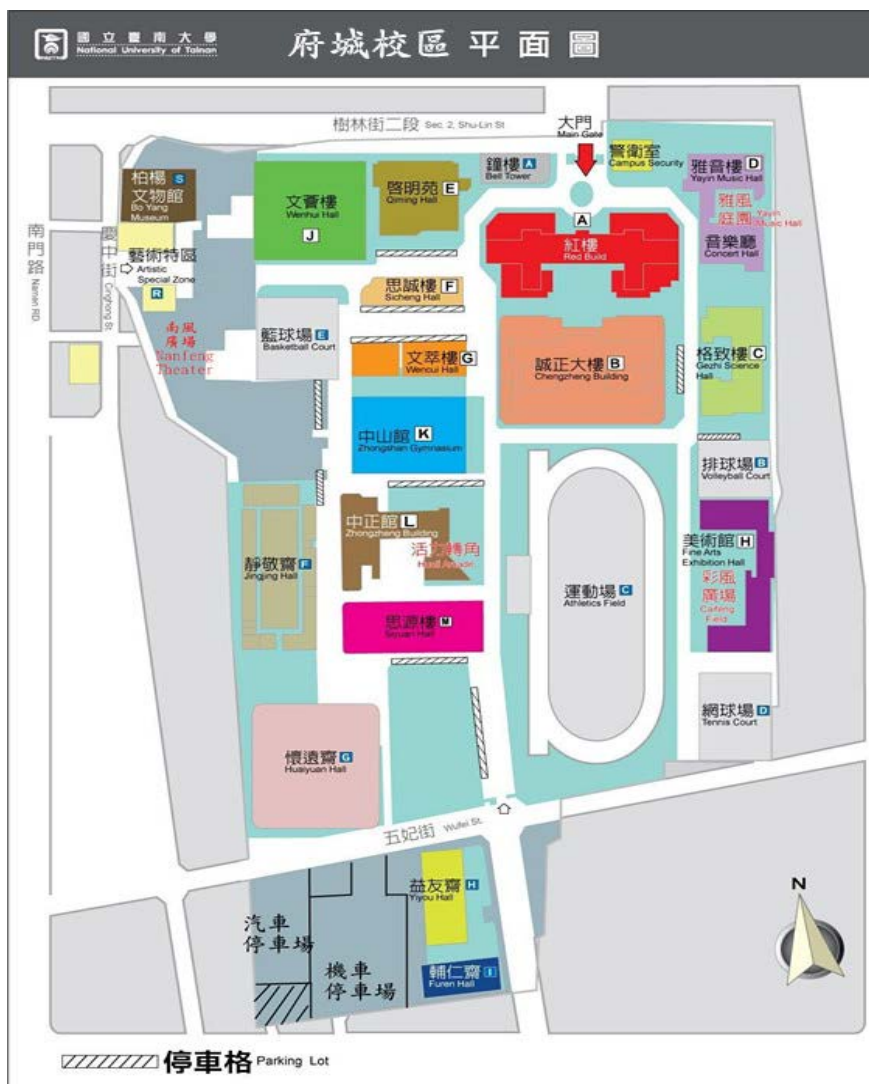 國立臺南大學
National University of Tainan
府城校區平面圖
樹林街二段 Sec. 2, Shu-Lin St
大門
Main Gate
警衛室
Campus Security
鐘樓 A
Bell Tower
雅音樓 D
Yayin Music Hall
雅風
庭園 Yayin
Music Hall
音樂廳
Concert Hall
柏楊 S
文物館
Bo Yang
Museum
文薈樓
Wenhui Hall
J
啓明苑 E
Qiming Hall
A
紅樓
Red Build
南門路 Nanmen RD.
慶中街 Cinghong St.
藝術特區
Artistic
Special Zone
R
思誠樓 F
Sicheng Hall
南風
廣場
Nanfeng
Theater
籃球場 E
Basketball Court
文萃樓 G
Wencui Hall
誠正大樓 B
Chengzheng Building
格致樓 C
Gezhi Science
Hall
中山館 K
Zhongshan Gymnasium
排球場 B
Volleyball Court
中正館 L
Zhongzheng Building
活力轉角
靜敬齋 F
Jingjing Hall
美術館 H
Fine Arts
Exhibition Hall
彩風
廣場
Caifeng
Field
運動場 C
Athletics Field
思源樓 M
Siyuan Hall
網球場 D
Tennis Court
懷遠齋 G
Huaiyuan Hall
五妃街 Wufei St.
益友齋 H
Yiyou Hall
汽車
停車場
機車
停車場
輔仁齋 I
Furen Hall
N
停車格 Parking Lot